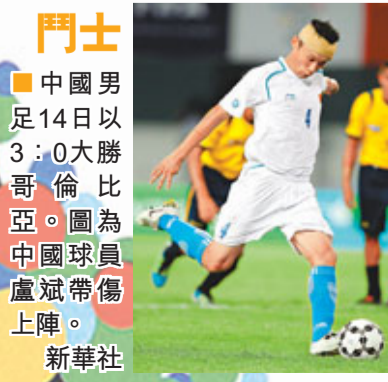 鬥士
■中國男
足14日以
3：0大勝
哥倫比
亞。圖為
中國球員
盧斌帶傷
上陣。
新華社
4